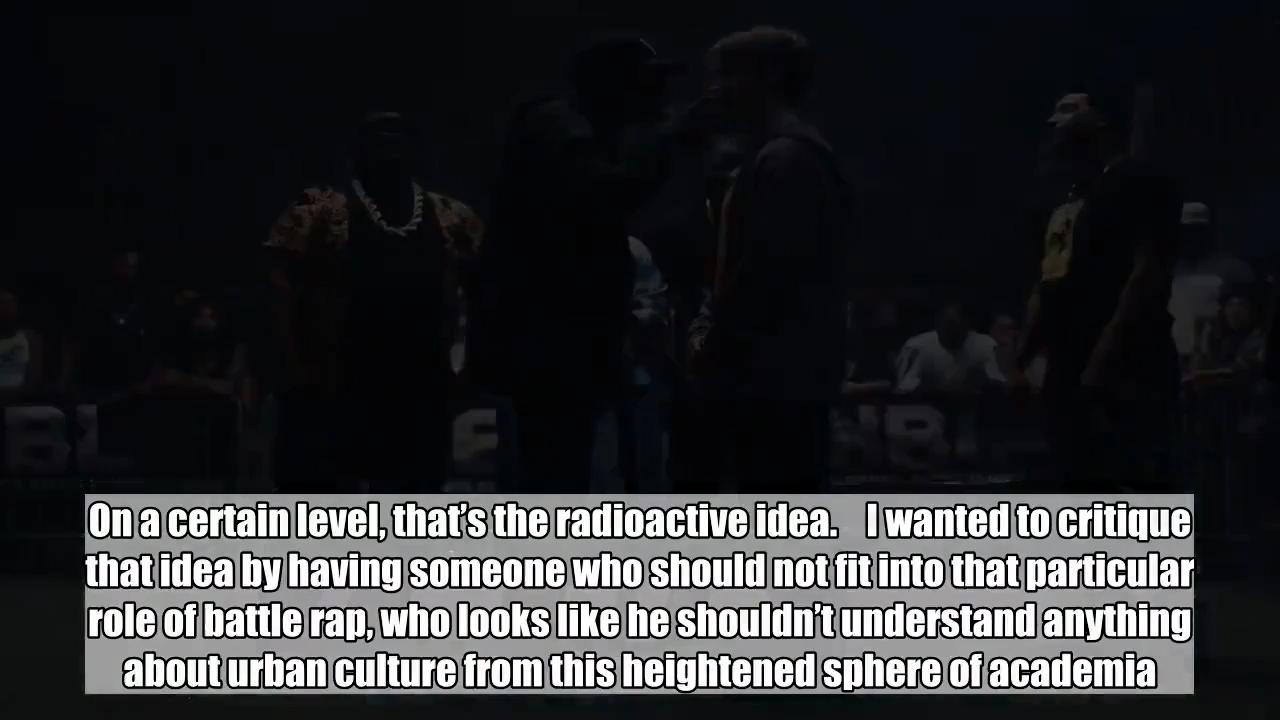 On a certain level, that’s the radioactive idea.    I wanted to critique
that idea by having someone who should not fit into that particular
role of battle rap, who looks like he shouldn’t understand anything
about urban culture from this heightened sphere of academia